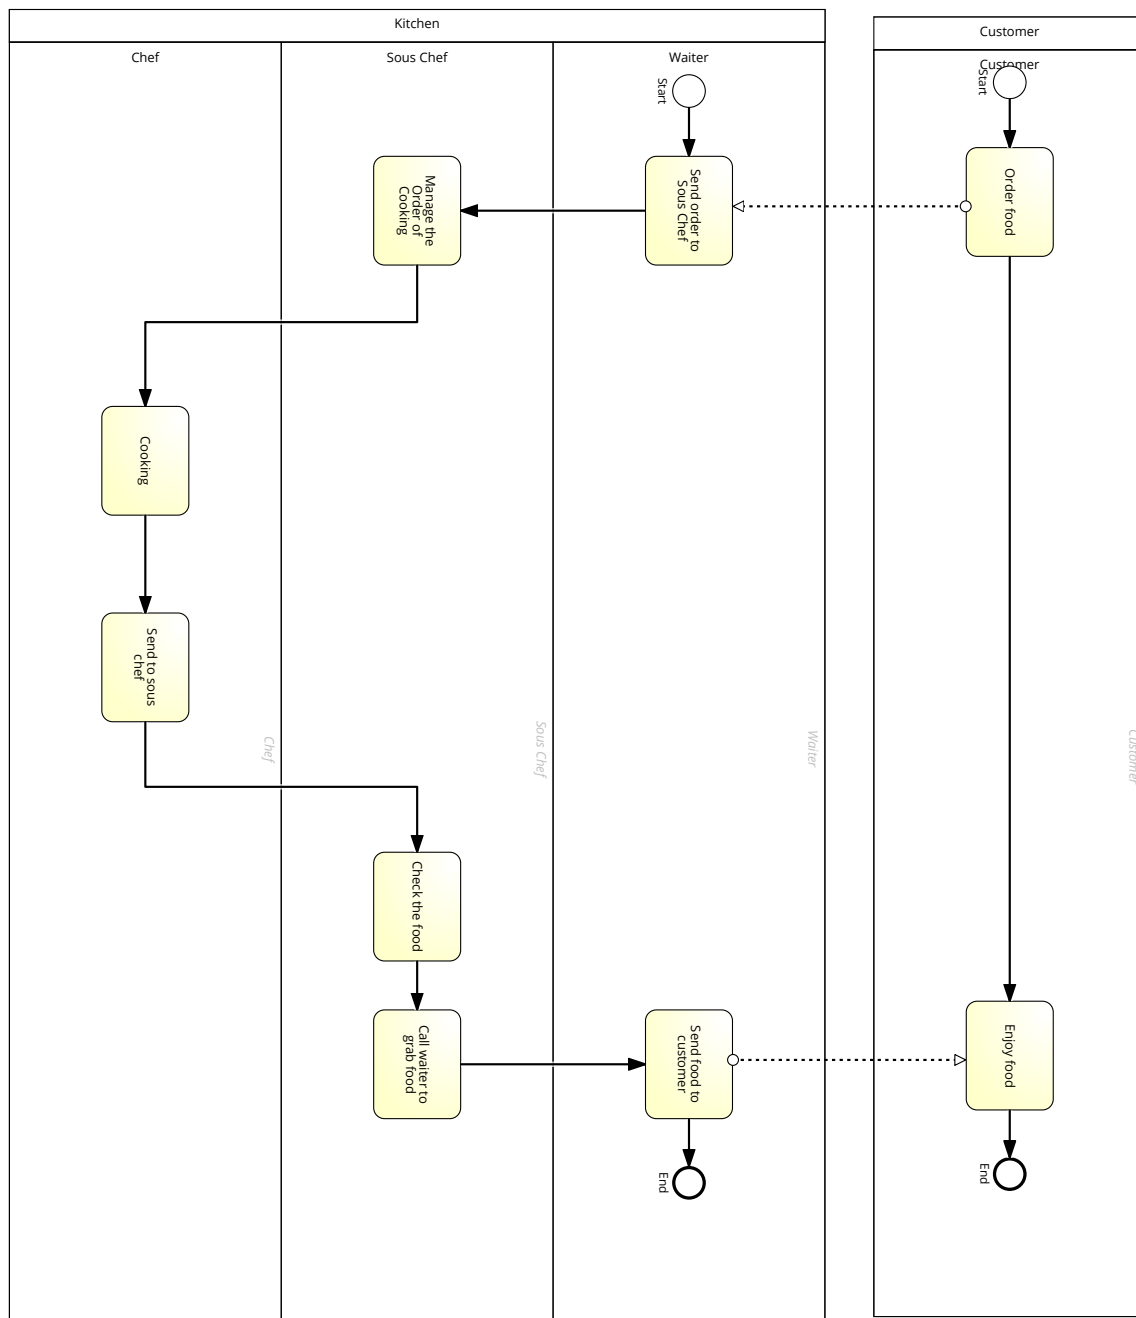 Kitchen
Customer
Chef
Sous Chef
Waiter
Customer
Start
Start
Manage the
Order of
Cooking
Send order to
Sous Chef
Order food
Cooking
Send to sous
chef
Chef
Sous Chef
Waiter
Customer
Check the food
Call waiter to
grab food
Send food to
customer
Enjoy food
End
End